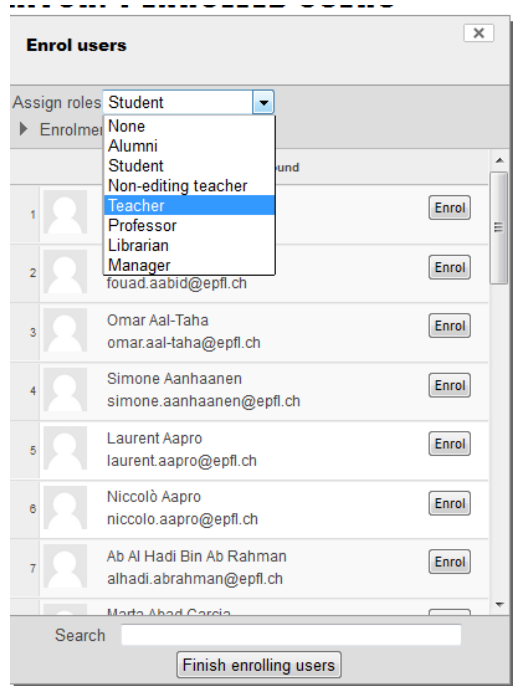 Enrol users
Assign roles Student
Enrolme
None
Alumni
Student
Non-editing teacher
Teacher
Professor
Librarian
Manager
und
1 Enrol
2 fouad.aabid@epfl.ch Enrol
3 Omar Aal-Taha Enrol
omar.aal-taha@epfl.ch
4 Simone Aanhaanen Enrol
simone.aanhaanen@epfl.ch
5 Laurent Aapro Enrol
laurent.aapro@epfl.ch
6 Niccolò Aapro Enrol
niccolo.aapro@epfl.ch
7 Ab Al Hadi Bin Ab Rahman Enrol
alhadi.abrahman@epfl.ch
Marta Abad Garcia
Search
Finish enrolling users